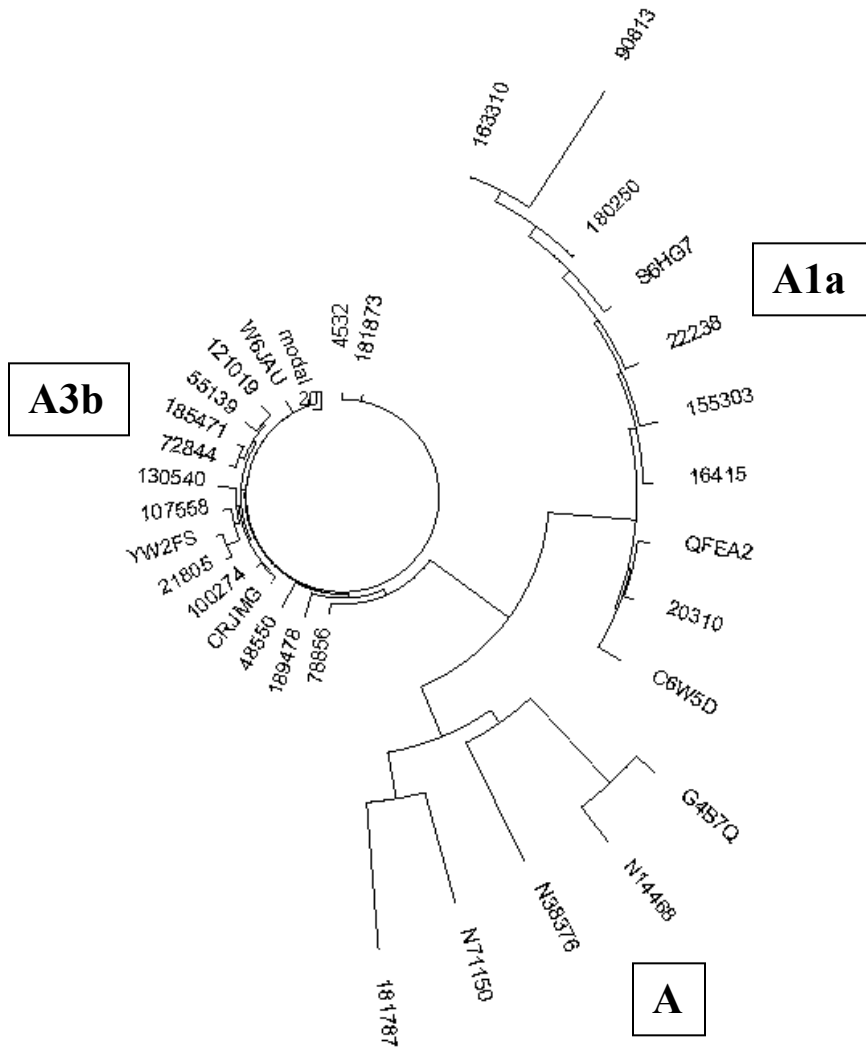 90813
163310
180250
S6HG7
A1a
22238
155303
16415
QFEA2
20310
C6W5D
G4B7Q
N14468
N38376
A
N71150
181787
4532
181873
modal
20
W6JAU
121019
55139
A3b
185471
72844
130540
107558
YW2FS
21805
100274
CRJMG
48550
189478
78856